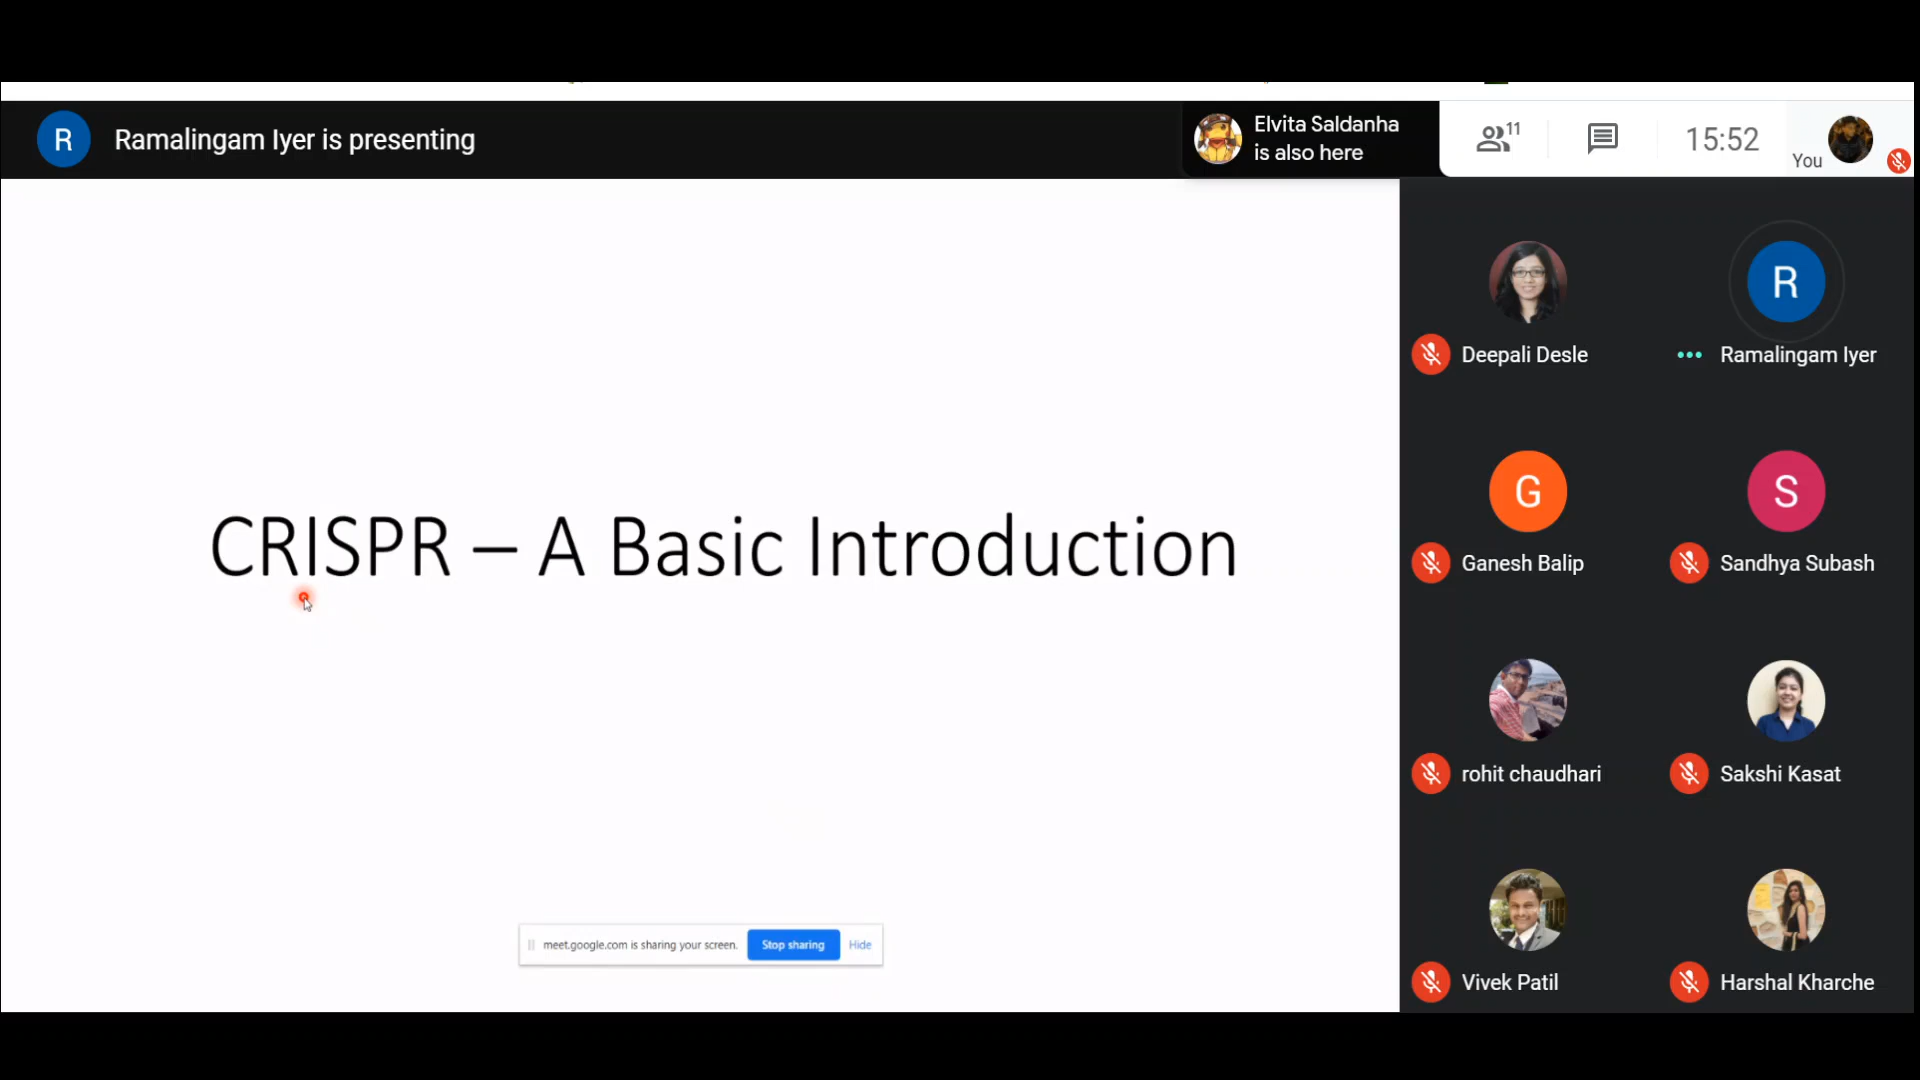 R
Ramalingam Iyer is presenting
Elvita Saldanha
is also here
11
15:52
You
CRISPR – A Basic Introduction
meet.google.com is sharing your screen.
Stop sharing
Hide
Deepali Desle
R
Ramalingam Iyer
G
Ganesh Balip
S
Sandhya Subash
rohit chaudhari
Sakshi Kasat
Vivek Patil
Harshal Kharche